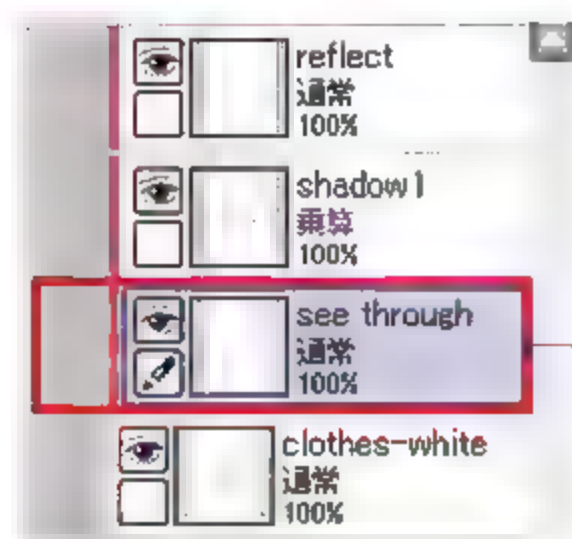 reflect
通常
100%
shadow1
乗算
100%
see through
通常
100%
clothes-white
通常
100%